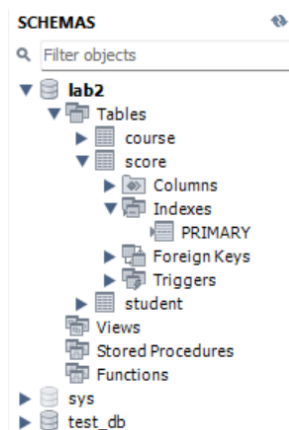 SCHEMAS
Filter objects
lab2
Tables
course
score
Columns
Indexes
PRIMARY
Foreign Keys
Triggers
student
Views
Stored Procedures
Functions
sys
test_db